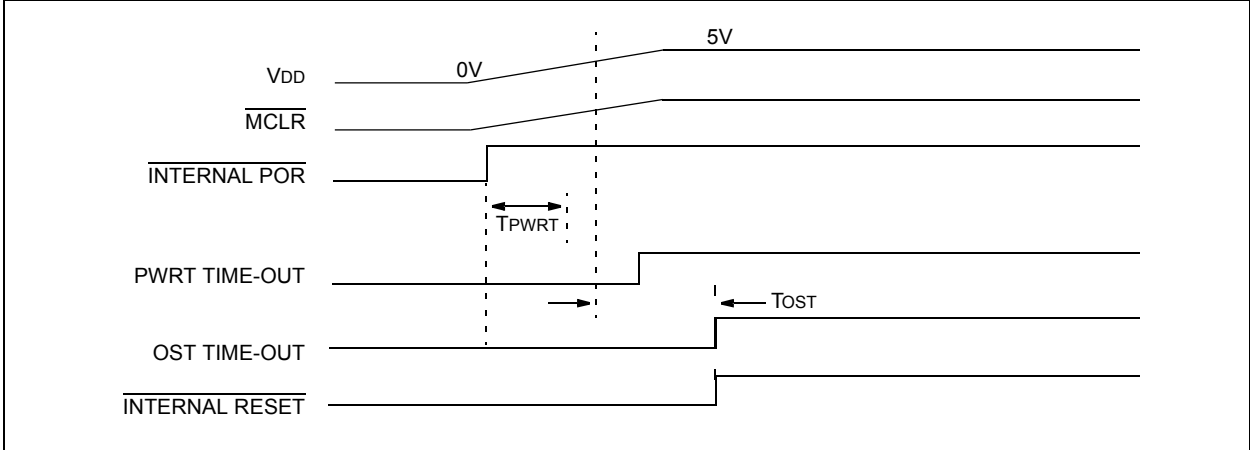 5V
VDD
0V
MCLR
INTERNAL POR
TPWRT
PWRT TIME-OUT
TOST
OST TIME-OUT
INTERNAL RESET